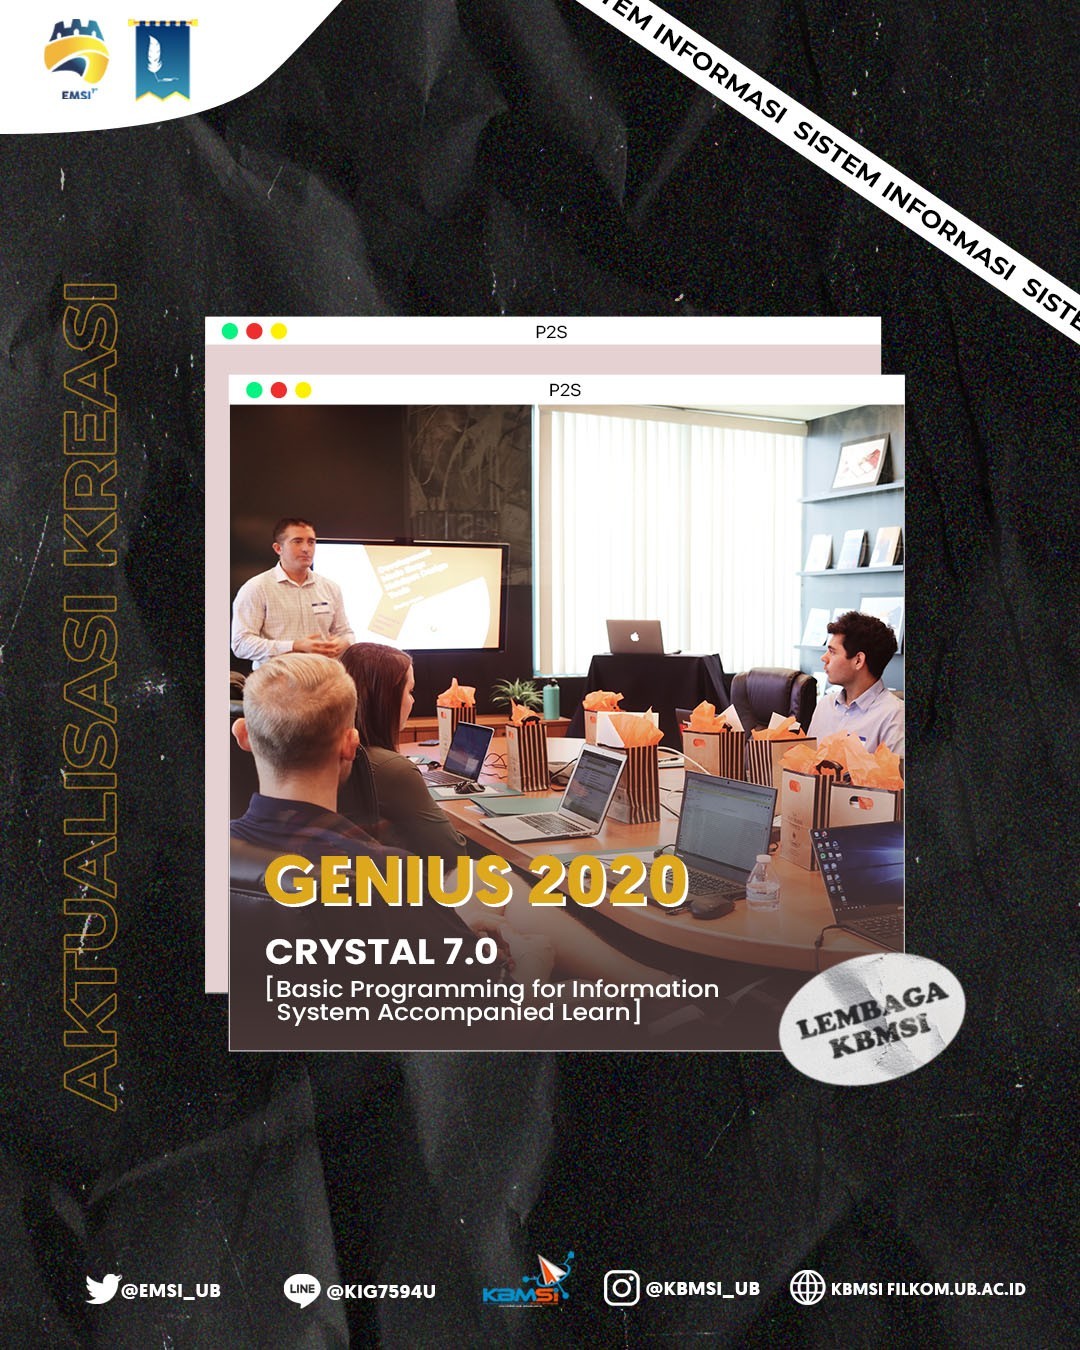 EMSI
TEM INFORMASI SISTEM INFORMASI SISTE
AKTUALISASI KREASI
P2S
P2S
GENIUS 2020
CRYSTAL 7.0
[Basic Programming for Information
System Accompanied Learn]
LEMBAGA
KBMSI
@EMSI_UB
LINE
@KIG7594U
KBMSI
@KBMSI_UB
KBMSI FILKOM.UB.AC.ID